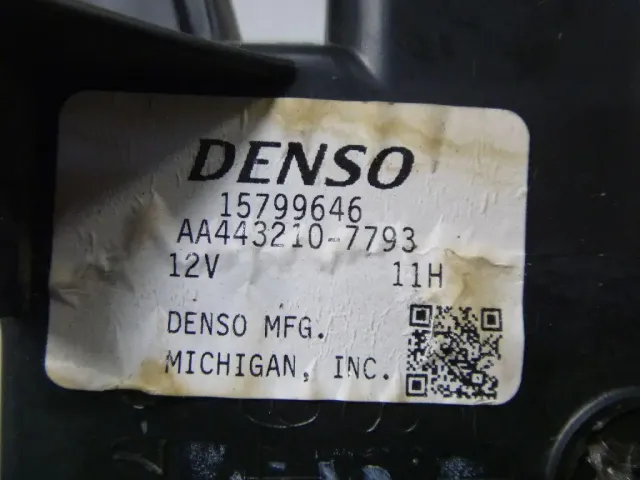 DENSO
15799646
AA443210-7793
12V 11H
DENSO MFG.
MICHIGAN, INC.